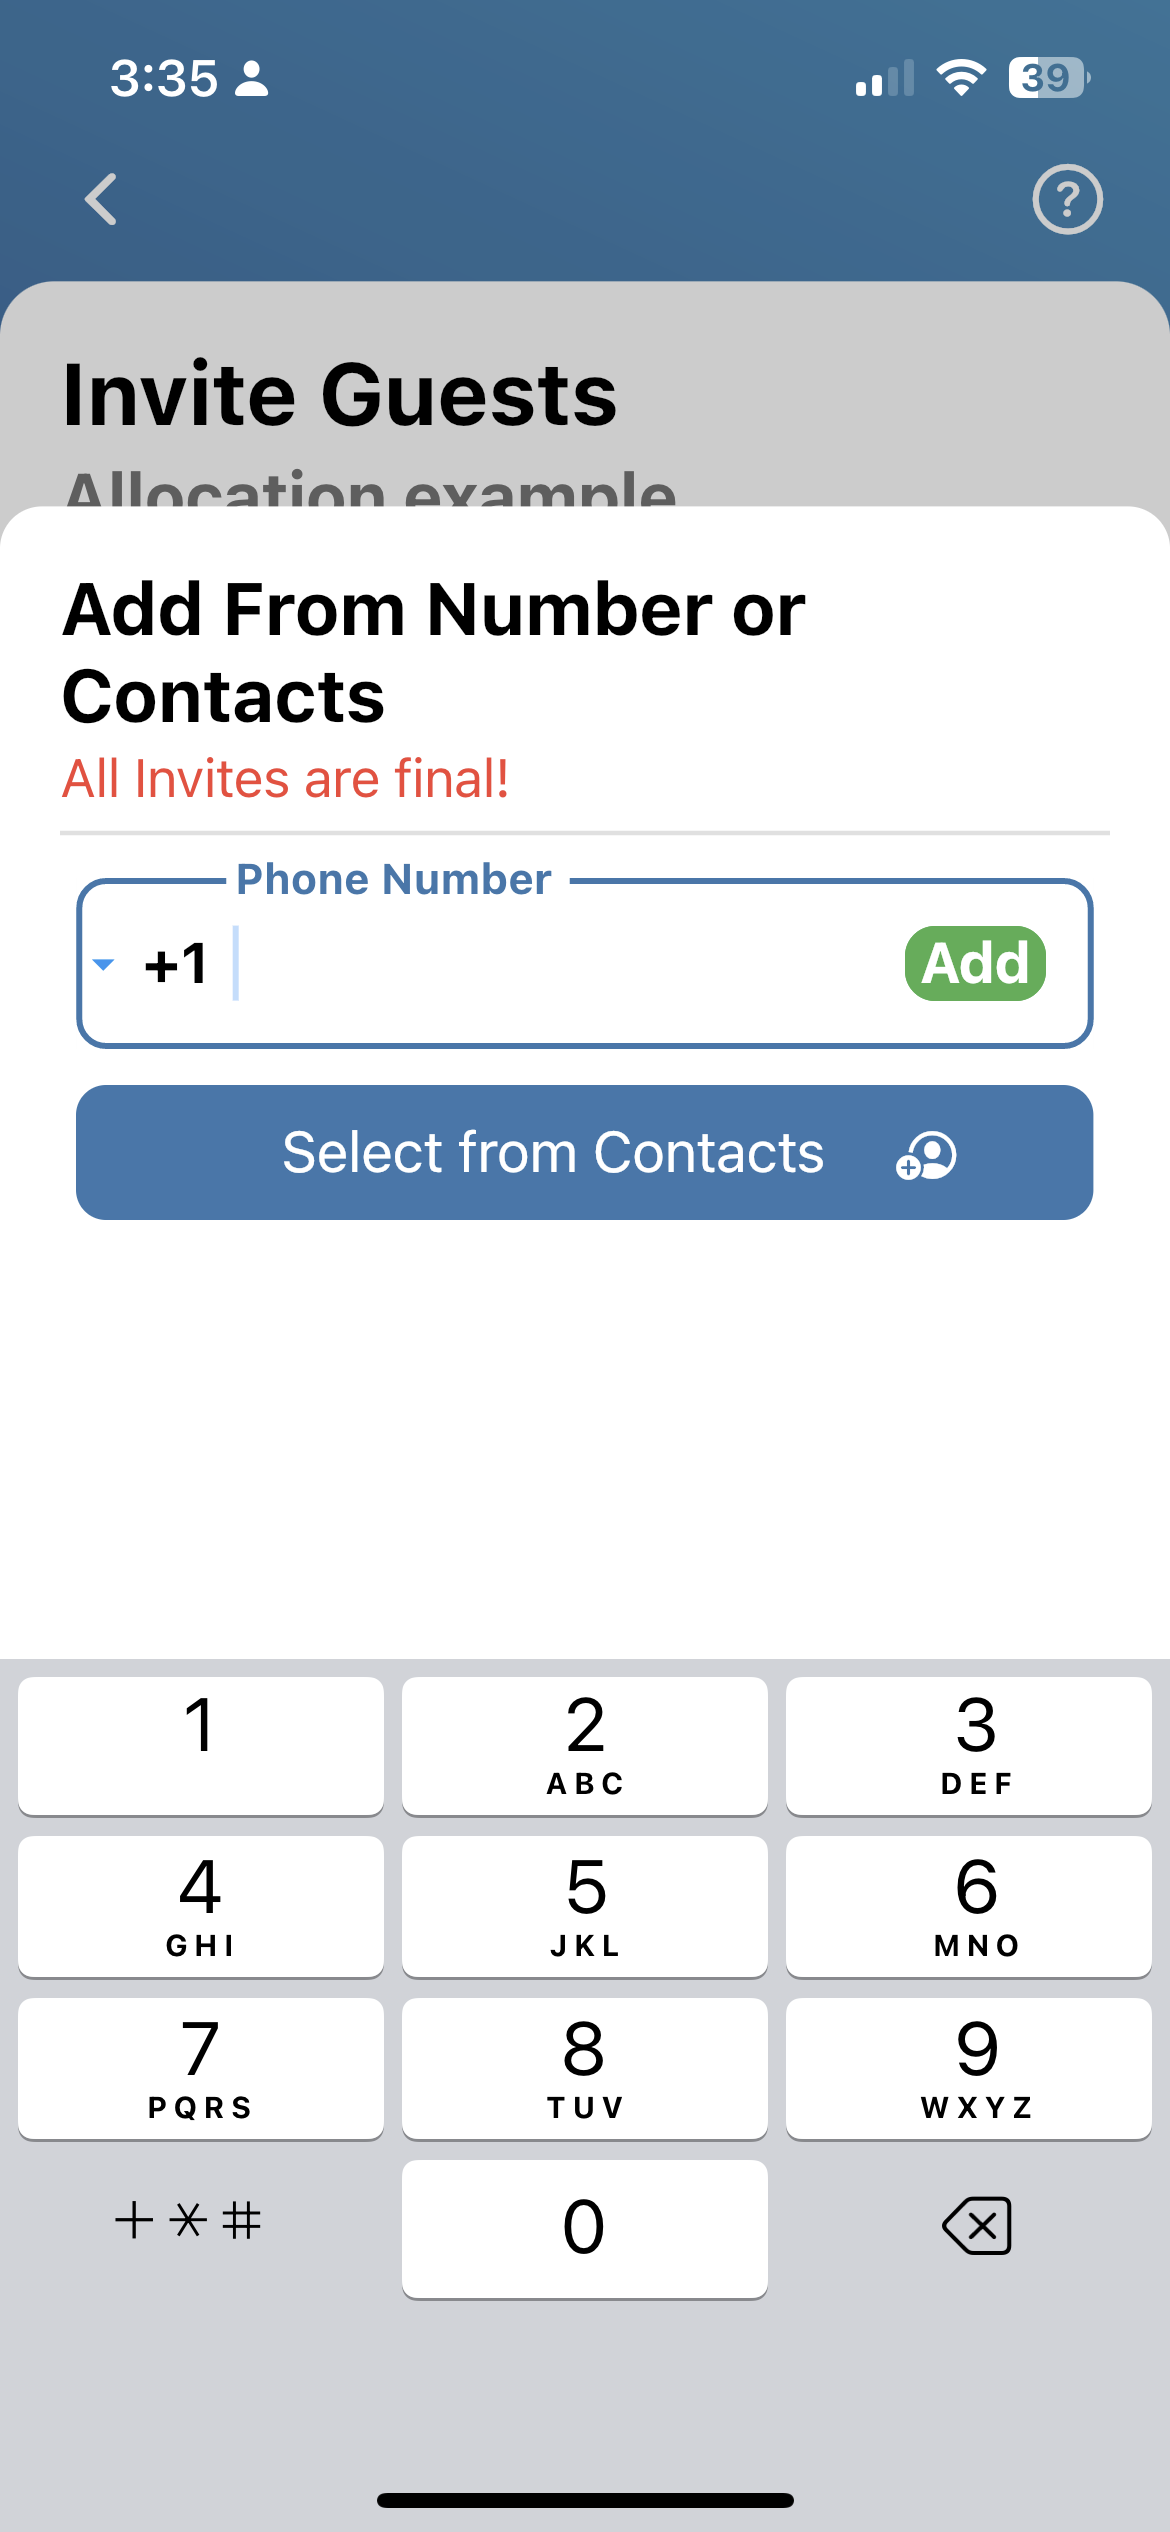 3:35
39
?
Invite Guests
Allocation example
Add From Number or
Contacts
All Invites are final!
Phone Number
+1
Add
Select from Contacts
1
2
ABC
3
DEF
4
GHI
5
JKL
6
MNO
7
PQRS
8
TUV
9
WXYZ
+*#
0